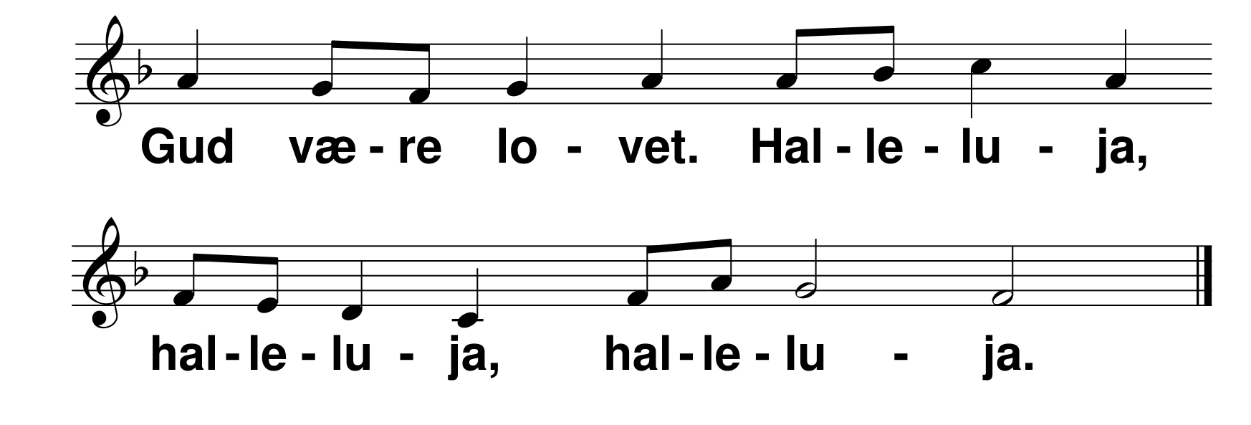 Gud væ - re lo - vet. Hal - le - lu - ja,
hal - le - lu - ja, hal - le - lu - ja.